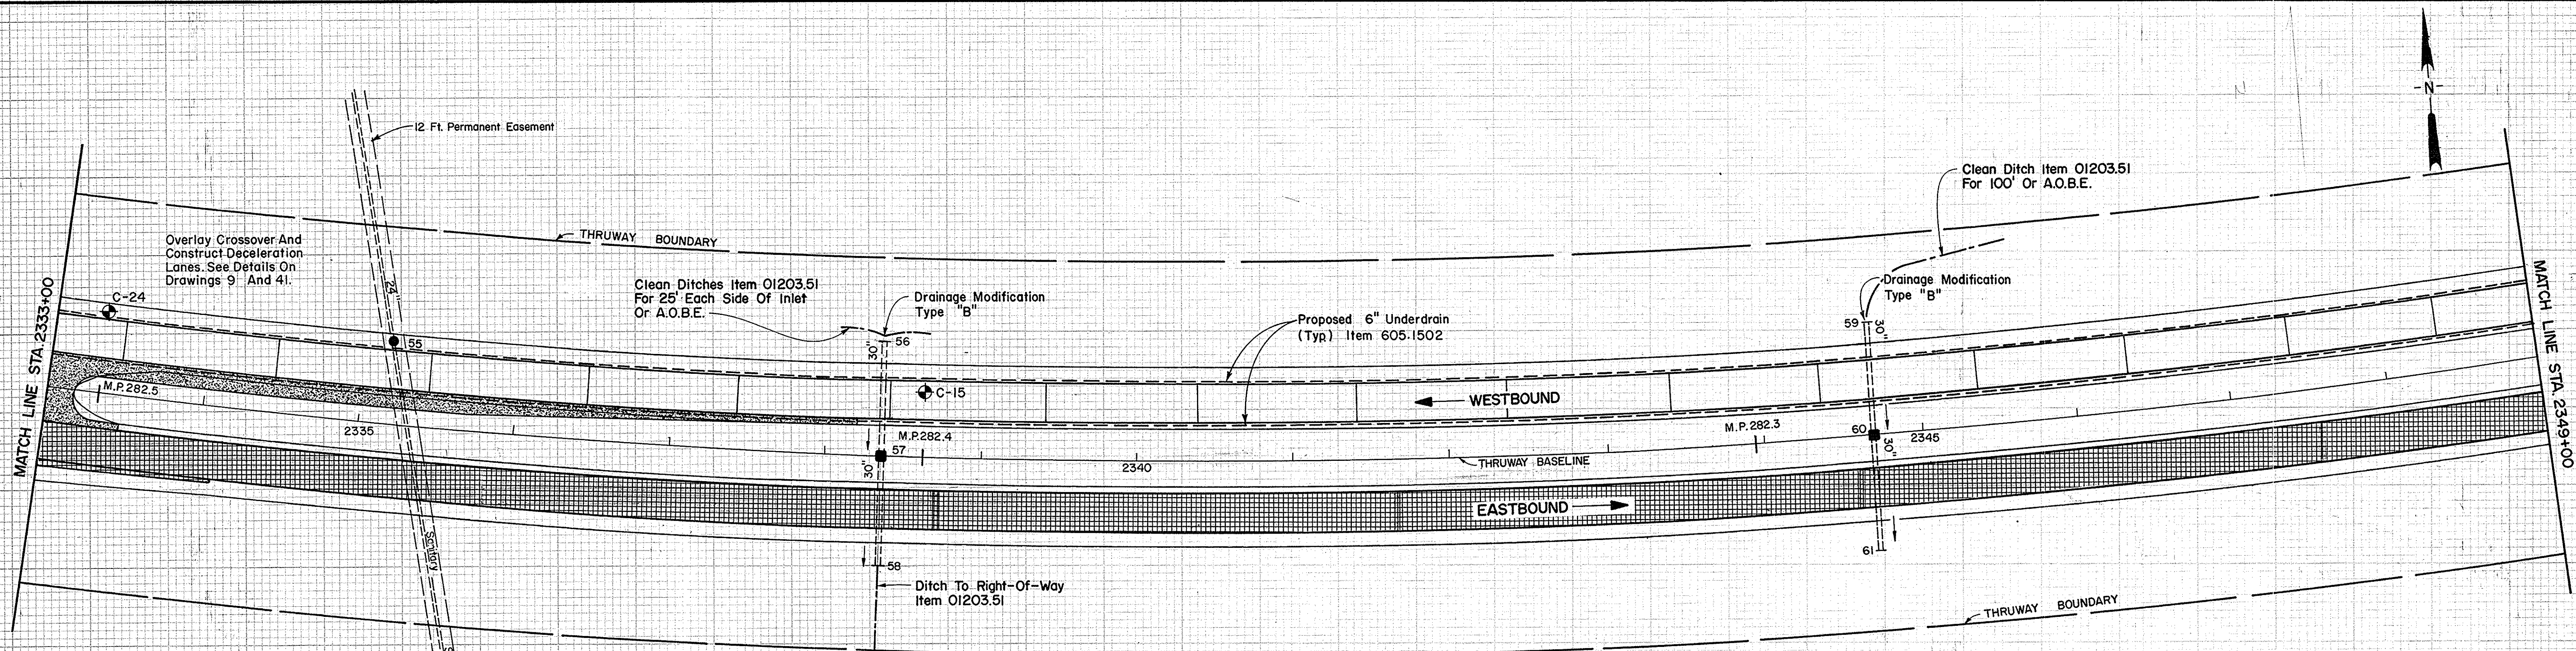 12 Ft. Permanent Easement
-N-
Clean Ditch Item 01203.51
For 100' Or A.O.B.E.
THRUWAY BOUNDARY
Overlay Crossover And
Construct Deceleration
Lanes. See Details On
Drawings 9 And 41.
MATCH LINE STA. 2333+00
C-24
24"
55
Clean Ditches Item 01203.51
For 25' Each Side Of Inlet
Or A.O.B.E.
Drainage Modification
Type "B"
30"
56
Proposed 6" Underdrain
(Typ.) Item 605.1502
Drainage Modification
Type "B"
59
30"
MATCH LINE STA. 2349+00
M.P.282.5
C-15
WESTBOUND
2335
M.P.282.4
57
30"
2340
THRUWAY BASELINE
M.P.282.3
60
30"
2345
EASTBOUND
Sanitary
58
61
Ditch To Right-Of-Way
Item 01203.51
THRUWAY BOUNDARY